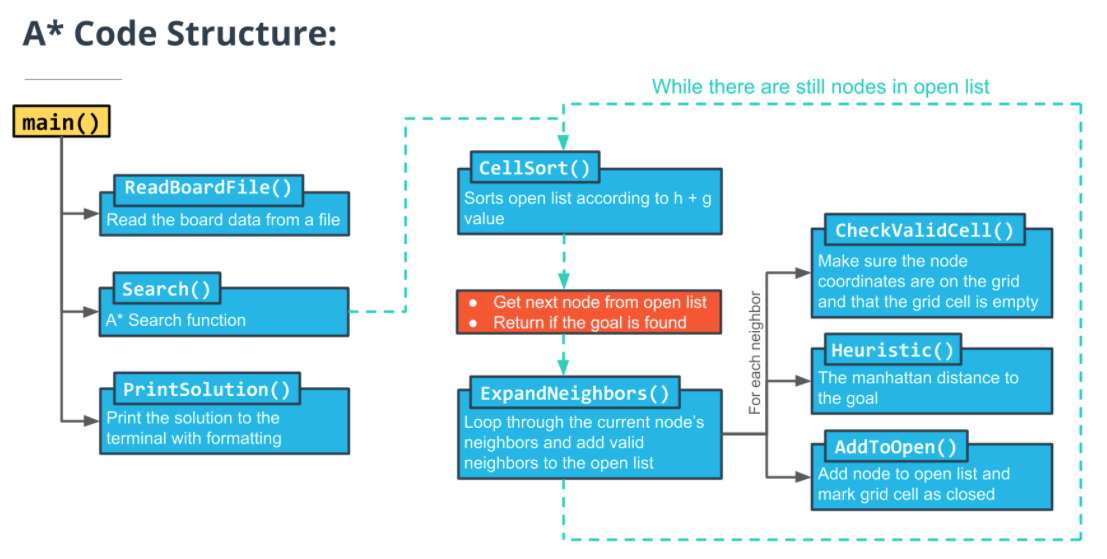 A* Code Structure:
While there are still nodes in open list
main()
ReadBoardFile()
Read the board data from a file
Search()
A* Search function
PrintSolution()
Print the solution to the
terminal with formatting
CellSort()
Sorts open list according to h + g
value
● Get next node from open list
● Return if the goal is found
ExpandNeighbors()
Loop through the current node's
neighbors and add valid
neighbors to the open list
For each neighbor
CheckValidCell()
Make sure the node
coordinates are on the grid
and that the grid cell is empty
Heuristic()
The manhattan distance to
the goal
AddToOpen()
Add node to open list and
mark grid cell as closed